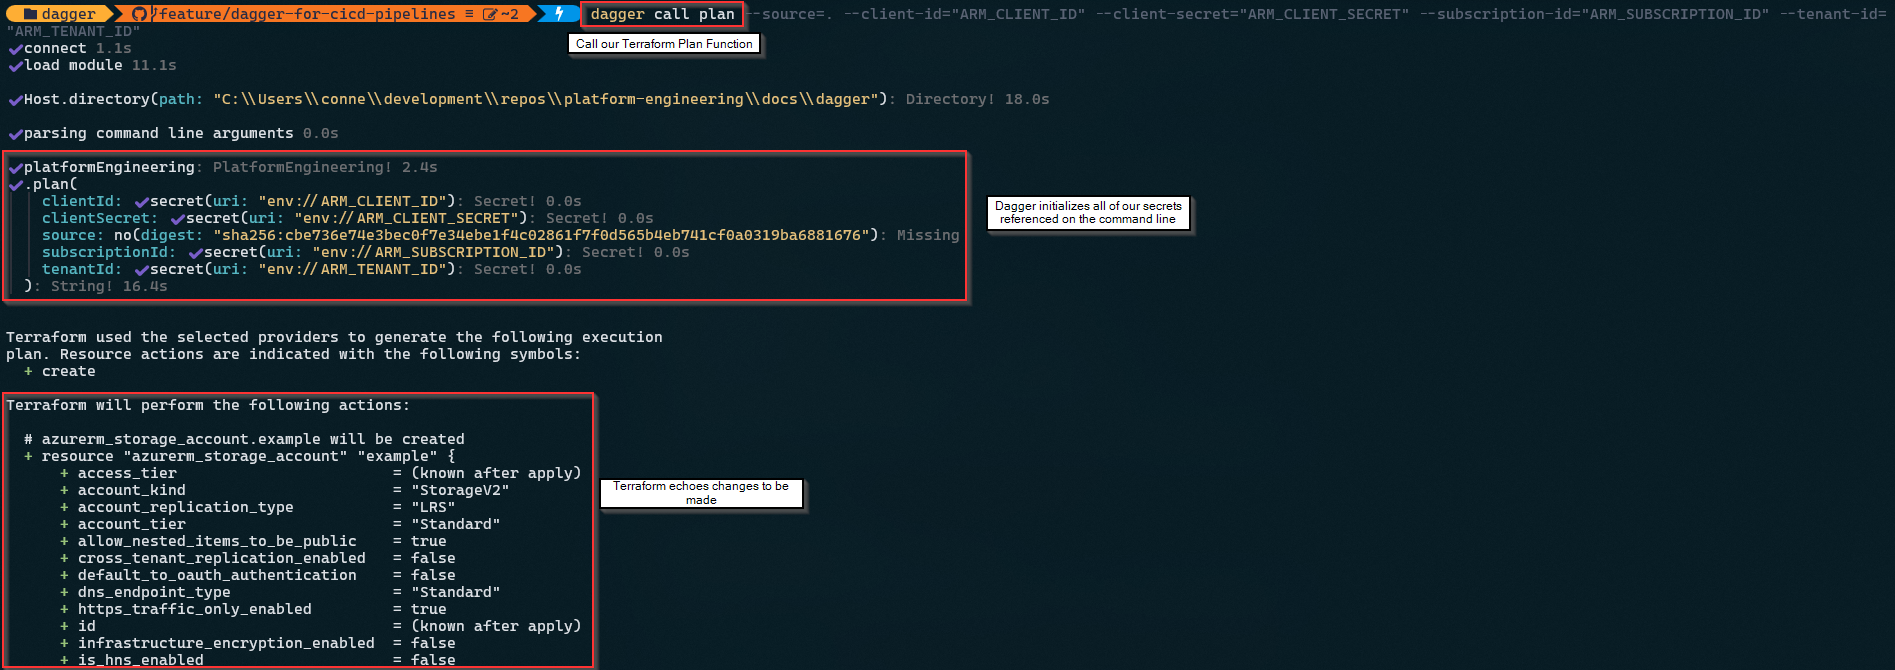 dagger feature/dagger-for-cicd-pipelines ≡ ~2 dagger call plan --source=. --client-id="ARM_CLIENT_ID" --client-secret="ARM_CLIENT_SECRET" --subscription-id="ARM_SUBSCRIPTION_ID" --tenant-id=
"ARM_TENANT_ID"
Call our Terraform Plan Function
✔connect 1.1s
✔load module 11.1s
✔Host.directory(path: "C:\\Users\\conne\\development\\repos\\platform-engineering\\docs\\dagger"): Directory! 18.0s
✔parsing command line arguments 0.0s
✔platformEngineering: PlatformEngineering! 2.4s
✔.plan(
clientId: ✔secret(uri: "env://ARM_CLIENT_ID"): Secret! 0.0s
clientSecret: ✔secret(uri: "env://ARM_CLIENT_SECRET"): Secret! 0.0s
source: no(digest: "sha256:cbe736e74e3bec0f7e34ebe1f4c02861f7f0d565b4eb741cf0a0319ba6881676"): Missing
subscriptionId: ✔secret(uri: "env://ARM_SUBSCRIPTION_ID"): Secret! 0.0s
tenantId: ✔secret(uri: "env://ARM_TENANT_ID"): Secret! 0.0s
): String! 16.4s
Dagger initializes all of our secrets
referenced on the command line
Terraform used the selected providers to generate the following execution
plan. Resource actions are indicated with the following symbols:
+ create
Terraform will perform the following actions:
# azurerm_storage_account.example will be created
+ resource "azurerm_storage_account" "example" {
+ access_tier = (known after apply)
+ account_kind = "StorageV2"
+ account_replication_type = "LRS"
+ account_tier = "Standard"
+ allow_nested_items_to_be_public = true
+ cross_tenant_replication_enabled = false
+ default_to_oauth_authentication = false
+ dns_endpoint_type = "Standard"
+ https_traffic_only_enabled = true
+ id = (known after apply)
+ infrastructure_encryption_enabled = false
+ is_hns_enabled = false
Terraform echoes changes to be
made